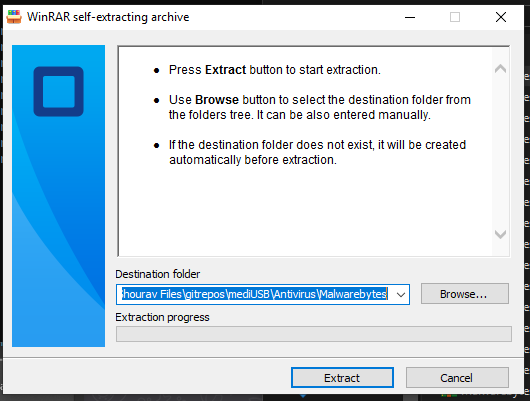 WinRAR self-extracting archive
Press Extract button to start extraction.
Use Browse button to select the destination folder from
the folders tree. It can be also entered manually.
If the destination folder does not exist, it will be created
automatically before extraction.
Destination folder
hourav Files\gitrepos\mediUSB\Antivirus\Malwarebytes
Browse...
Extraction progress
Extract
Cancel